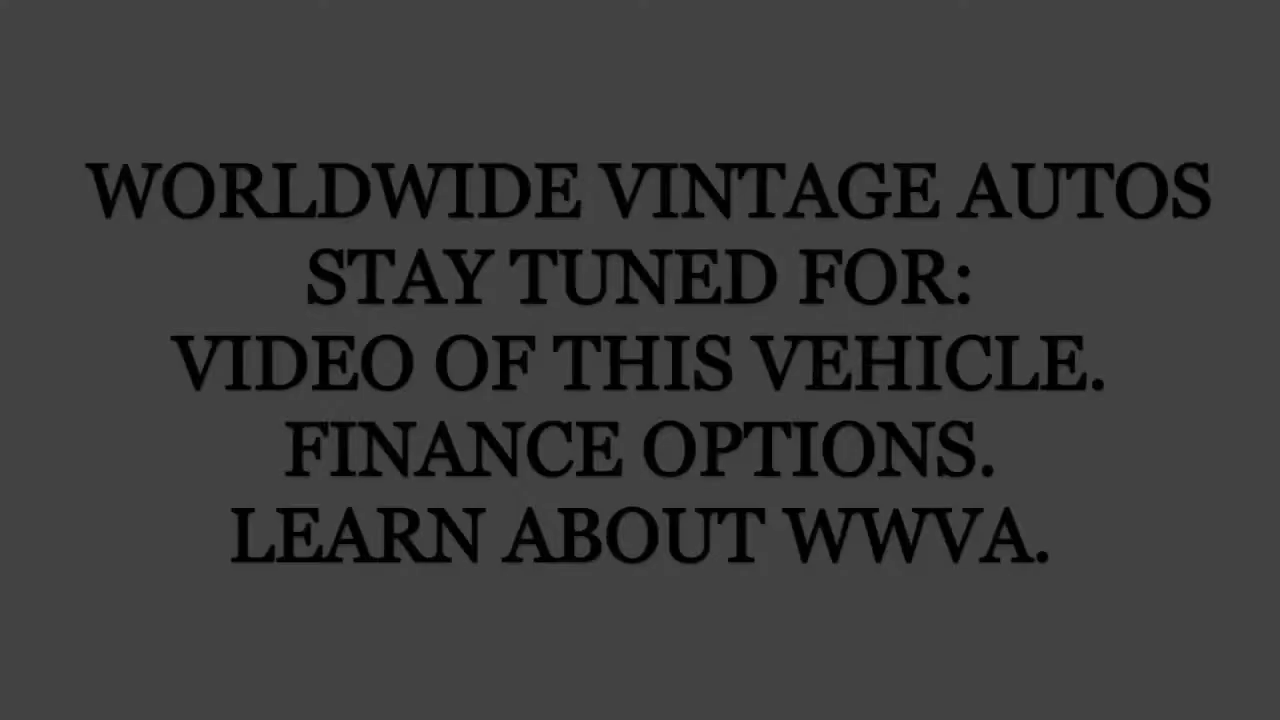 WORLDWIDE VINTAGE AUTOS
STAY TUNED FOR:
VIDEO OF THIS VEHICLE.
FINANCE OPTIONS.
LEARN ABOUT WWVA.